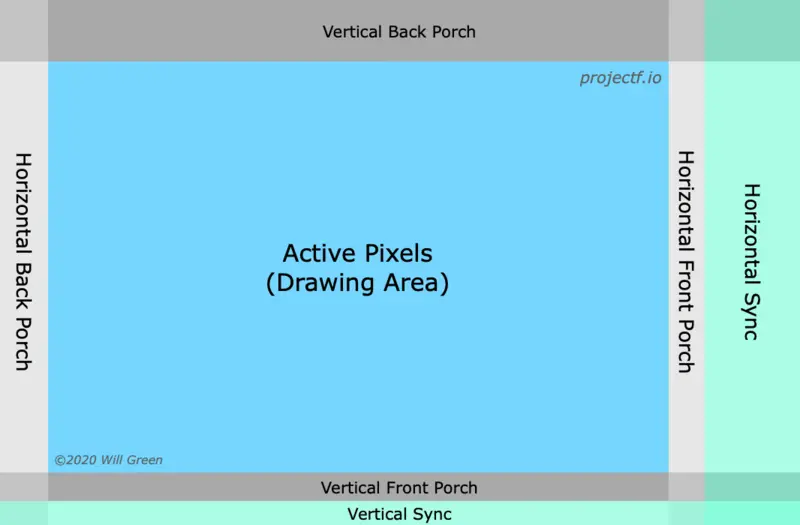 Vertical Back Porch
projectf.io
Horizontal Back Porch
Active Pixels
(Drawing Area)
Horizontal Front Porch
Horizontal Sync
©2020 Will Green
Vertical Front Porch
Vertical Sync